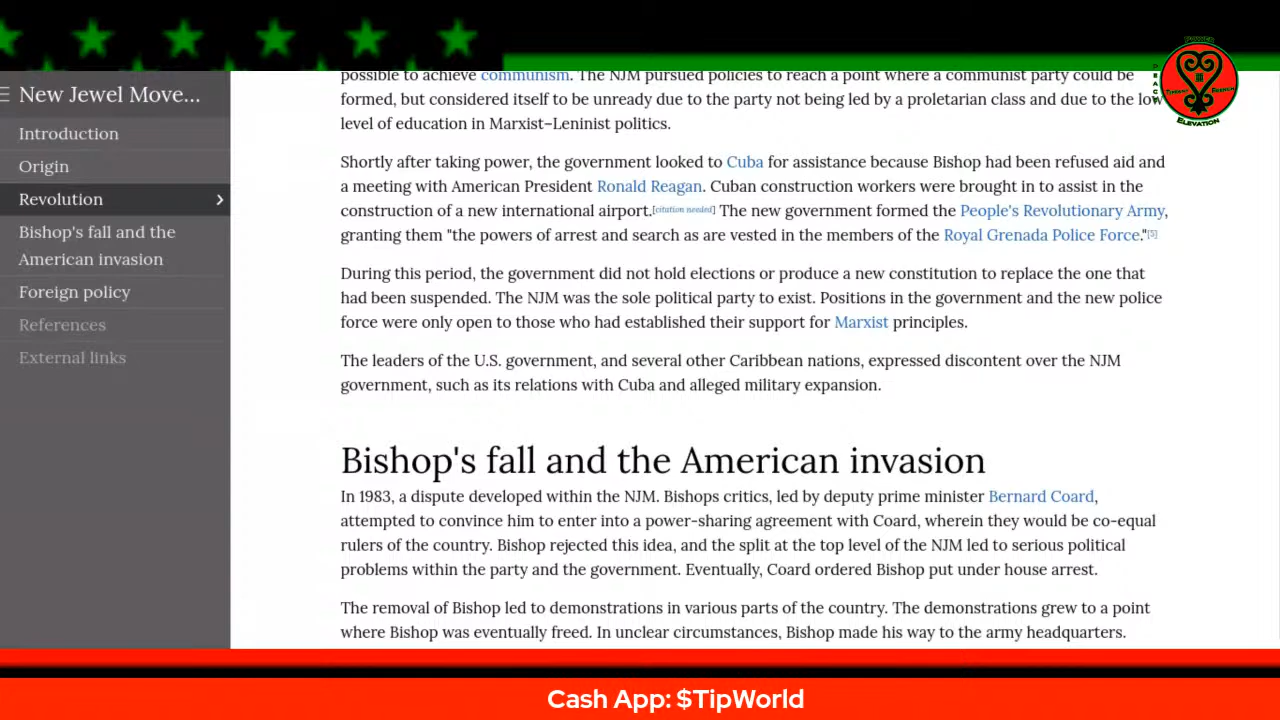 New Jewel Move...
Introduction
Origin
Revolution
Bishop's fall and the
American invasion
Foreign policy
References
External links
possible to achieve communism. The NJM pursued policies to reach a point where a communist party could be
formed, but considered itself to be unready due to the party not being led by a proletarian class and due to the low
level of education in Marxist–Leninist politics.
Shortly after taking power, the government looked to Cuba for assistance because Bishop had been refused aid and
a meeting with American President Ronald Reagan. Cuban construction workers were brought in to assist in the
construction of a new international airport.[citation needed] The new government formed the People's Revolutionary Army,
granting them "the powers of arrest and search as are vested in the members of the Royal Grenada Police Force."[5]
During this period, the government did not hold elections or produce a new constitution to replace the one that
had been suspended. The NJM was the sole political party to exist. Positions in the government and the new police
force were only open to those who had established their support for Marxist principles.
The leaders of the U.S. government, and several other Caribbean nations, expressed discontent over the NJM
government, such as its relations with Cuba and alleged military expansion.
Bishop's fall and the American invasion
In 1983, a dispute developed within the NJM. Bishops critics, led by deputy prime minister Bernard Coard,
attempted to convince him to enter into a power-sharing agreement with Coard, wherein they would be co-equal
rulers of the country. Bishop rejected this idea, and the split at the top level of the NJM led to serious political
problems within the party and the government. Eventually, Coard ordered Bishop put under house arrest.
The removal of Bishop led to demonstrations in various parts of the country. The demonstrations grew to a point
where Bishop was eventually freed. In unclear circumstances, Bishop made his way to the army headquarters.
POWER
PEACE
ELEVATION
Cash App: $TipWorld